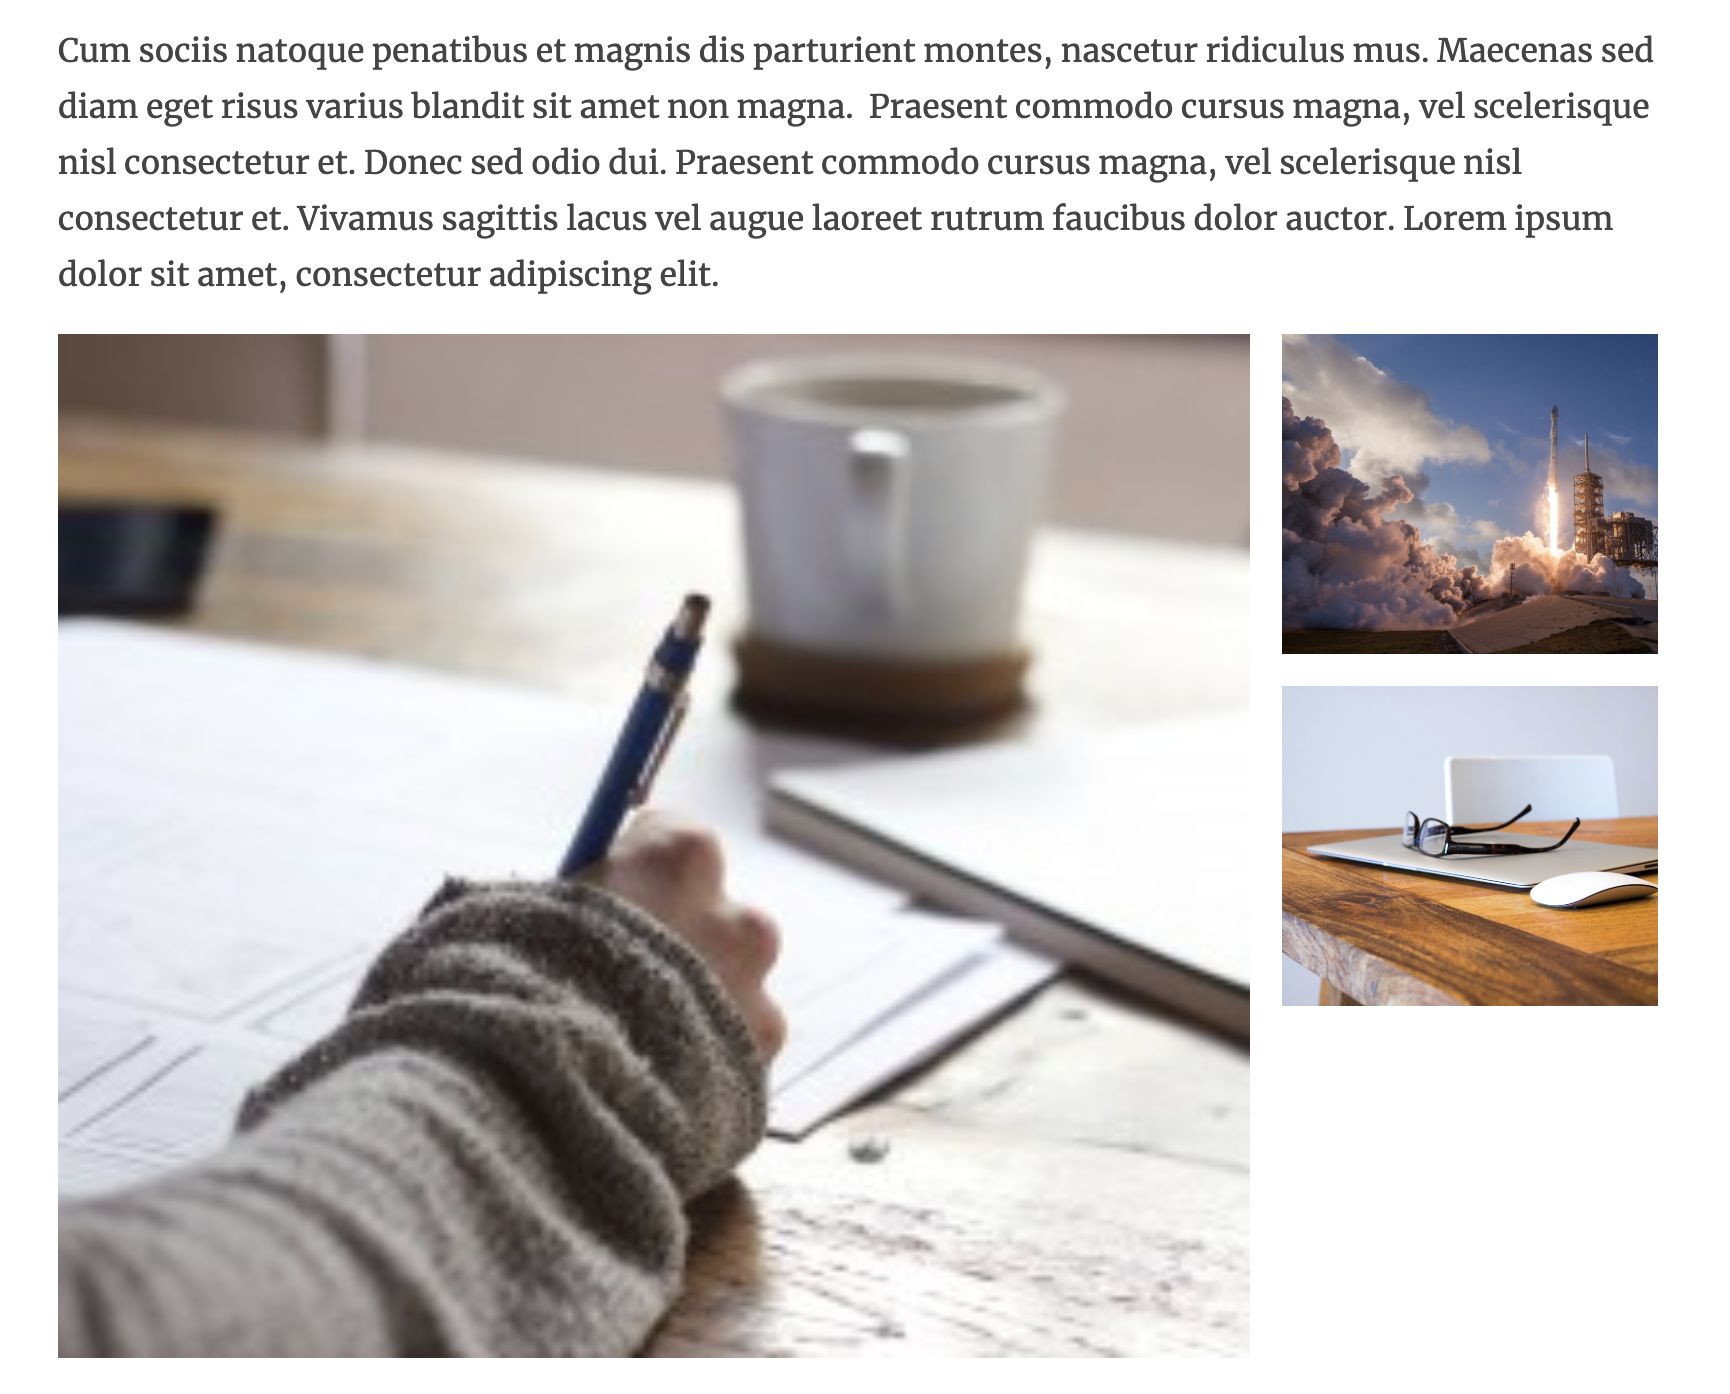 Cum sociis natoque penatibus et magnis dis parturient montes, nascetur ridiculus mus. Maecenas sed
diam eget risus varius blandit sit amet non magna.  Praesent commodo cursus magna, vel scelerisque
nisl consectetur et. Donec sed odio dui. Praesent commodo cursus magna, vel scelerisque nisl
consectetur et. Vivamus sagittis lacus vel augue laoreet rutrum faucibus dolor auctor. Lorem ipsum
dolor sit amet, consectetur adipiscing elit.